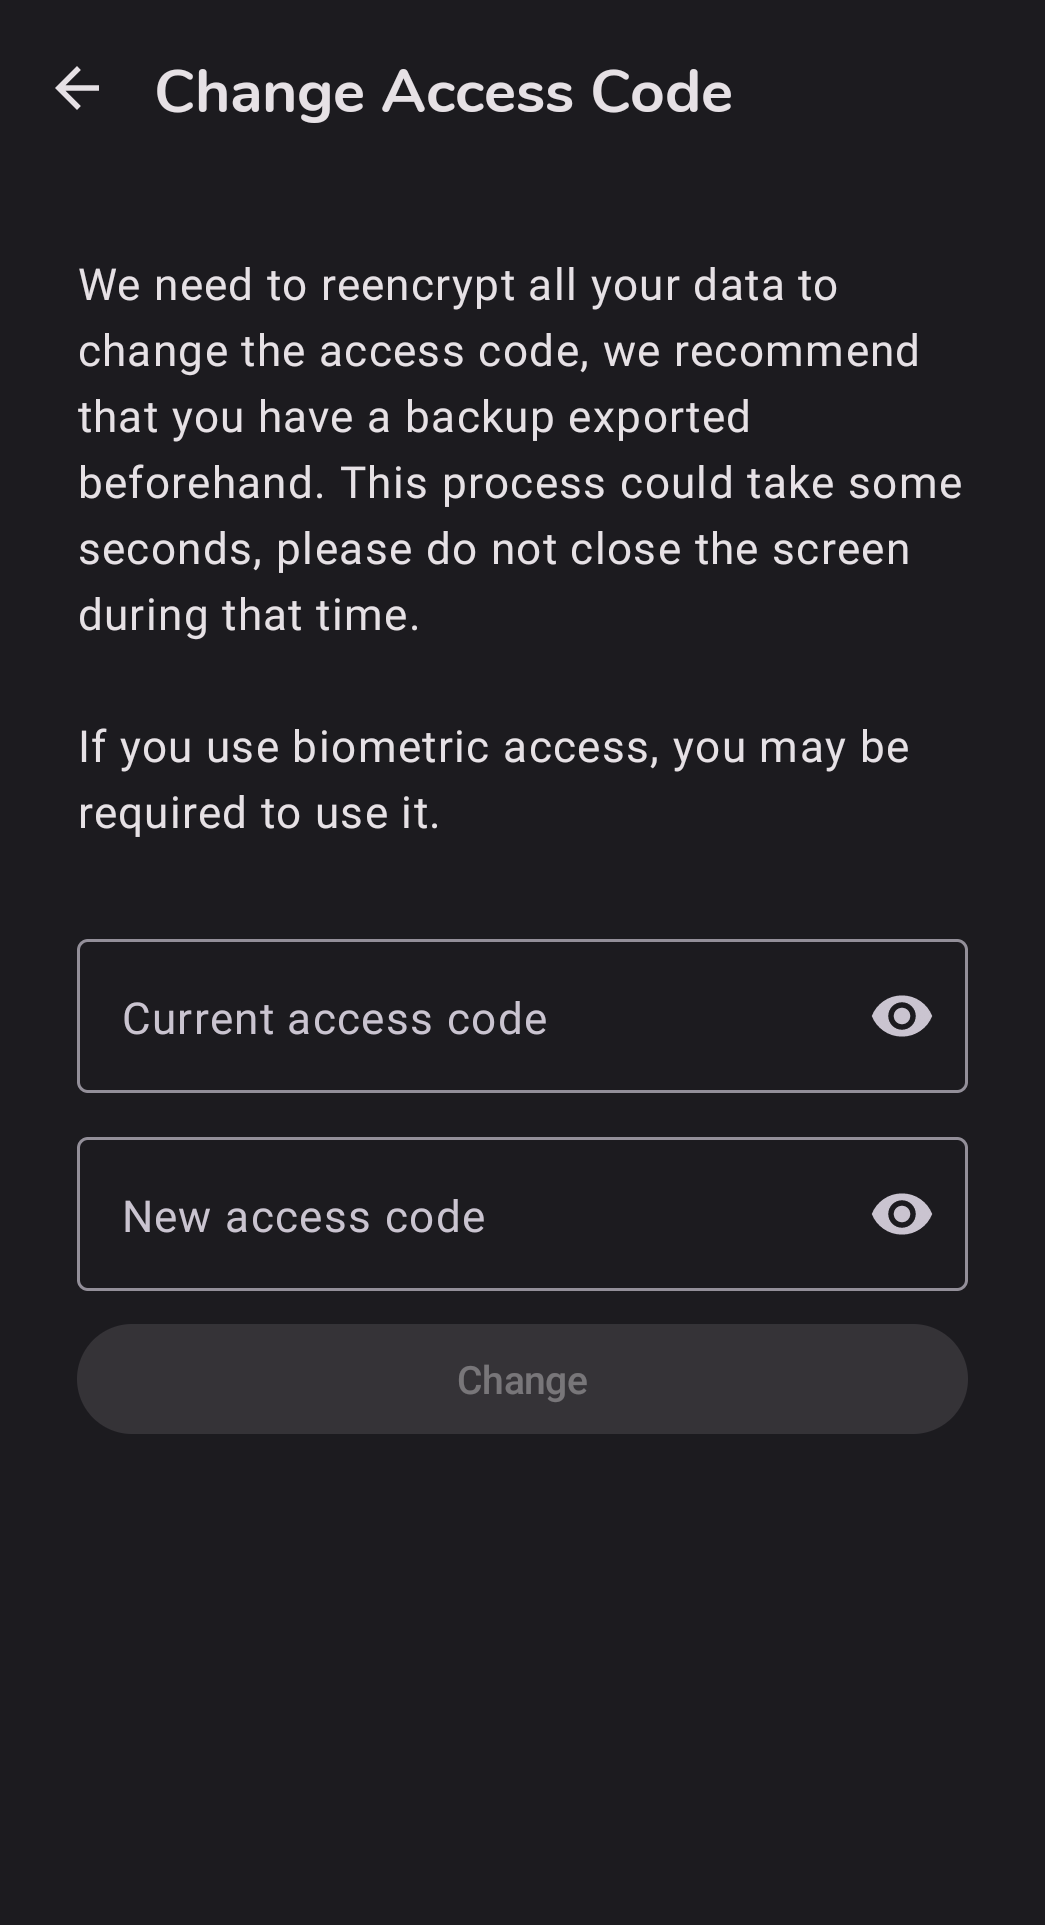 Change Access Code
We need to reencrypt all your data to
change the access code, we recommend
that you have a backup exported
beforehand. This process could take some
seconds, please do not close the screen
during that time.
If you use biometric access, you may be
required to use it.
Current access code
New access code
Change